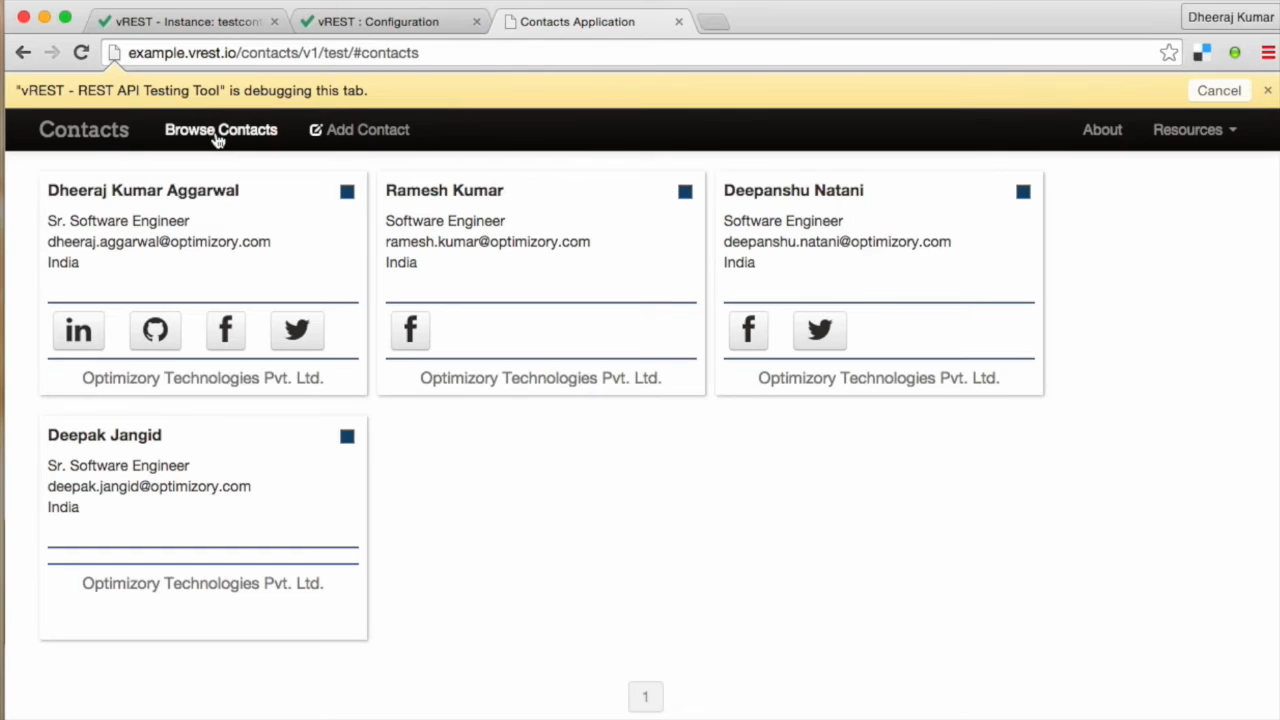 vREST - Instance: testcont
vREST : Configuration
Contacts Application
Dheeraj Kumar
example.vrest.io/contacts/v1/test/#contacts
"vREST - REST API Testing Tool" is debugging this tab.
Cancel
Contacts
Browse Contacts
Add Contact
About
Resources
Dheeraj Kumar Aggarwal
Sr. Software Engineer
dheeraj.aggarwal@optimizory.com
India
Optimizory Technologies Pvt. Ltd.
Ramesh Kumar
Software Engineer
ramesh.kumar@optimizory.com
India
Optimizory Technologies Pvt. Ltd.
Deepanshu Natani
Software Engineer
deepanshu.natani@optimizory.com
India
Optimizory Technologies Pvt. Ltd.
Deepak Jangid
Sr. Software Engineer
deepak.jangid@optimizory.com
India
Optimizory Technologies Pvt. Ltd.
1